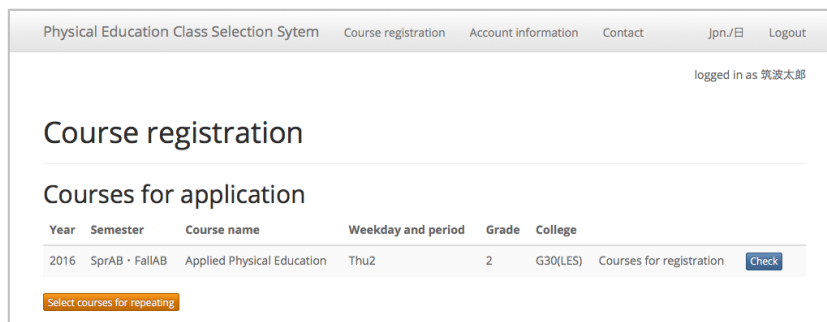 Physical Education Class Selection Sytem Course registration Account information Contact Jpn./日 Logout
logged in as 筑波太郎
Course registration
Courses for application
Year Semester Course name Weekday and period Grade College
2016 SprAB・FallAB Applied Physical Education Thu2 2 G30(LES) Courses for registration Check
Select courses for repeating